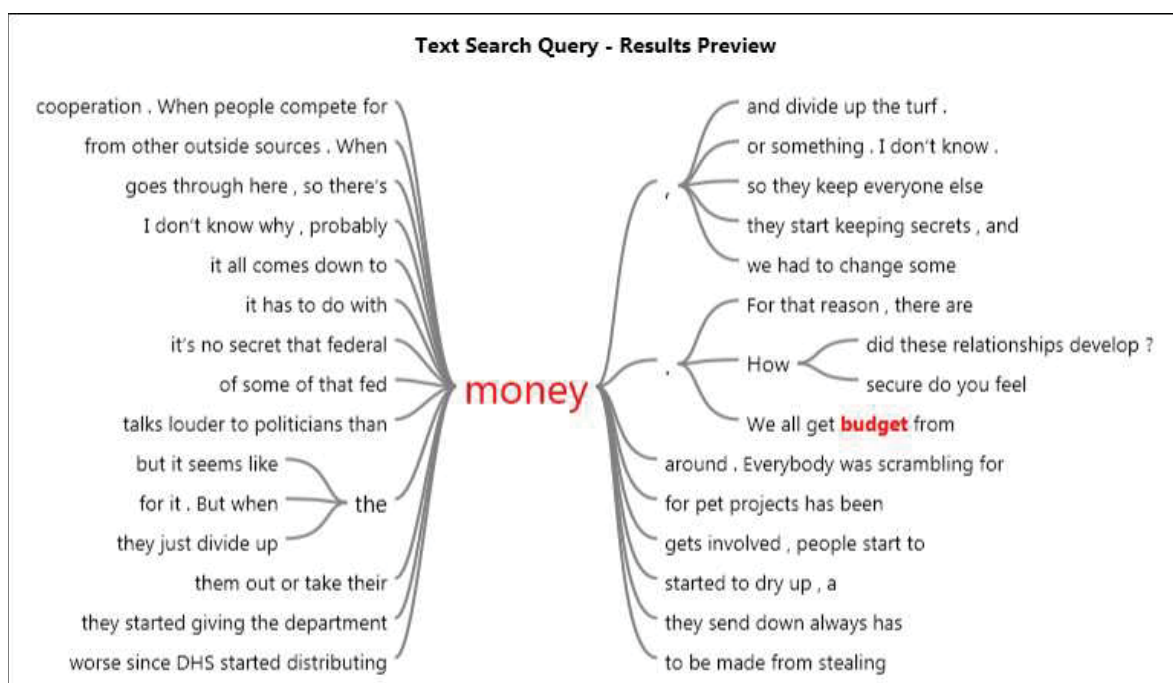 Text Search Query - Results Preview
cooperation . When people compete for
from other outside sources . When
goes through here , so there's
I don't know why , probably
it all comes down to
it has to do with
it's no secret that federal
of some of that fed
talks louder to politicians than
but it seems like
for it . But when
they just divide up
the
them out or take their
they started giving the department
worse since DHS started distributing
money
,
and divide up the turf .
or something . I don't know .
so they keep everyone else
they start keeping secrets , and
we had to change some
.
For that reason , there are
How
did these relationships develop ?
secure do you feel
We all get budget from
around . Everybody was scrambling for
for pet projects has been
gets involved , people start to
started to dry up , a
they send down always has
to be made from stealing